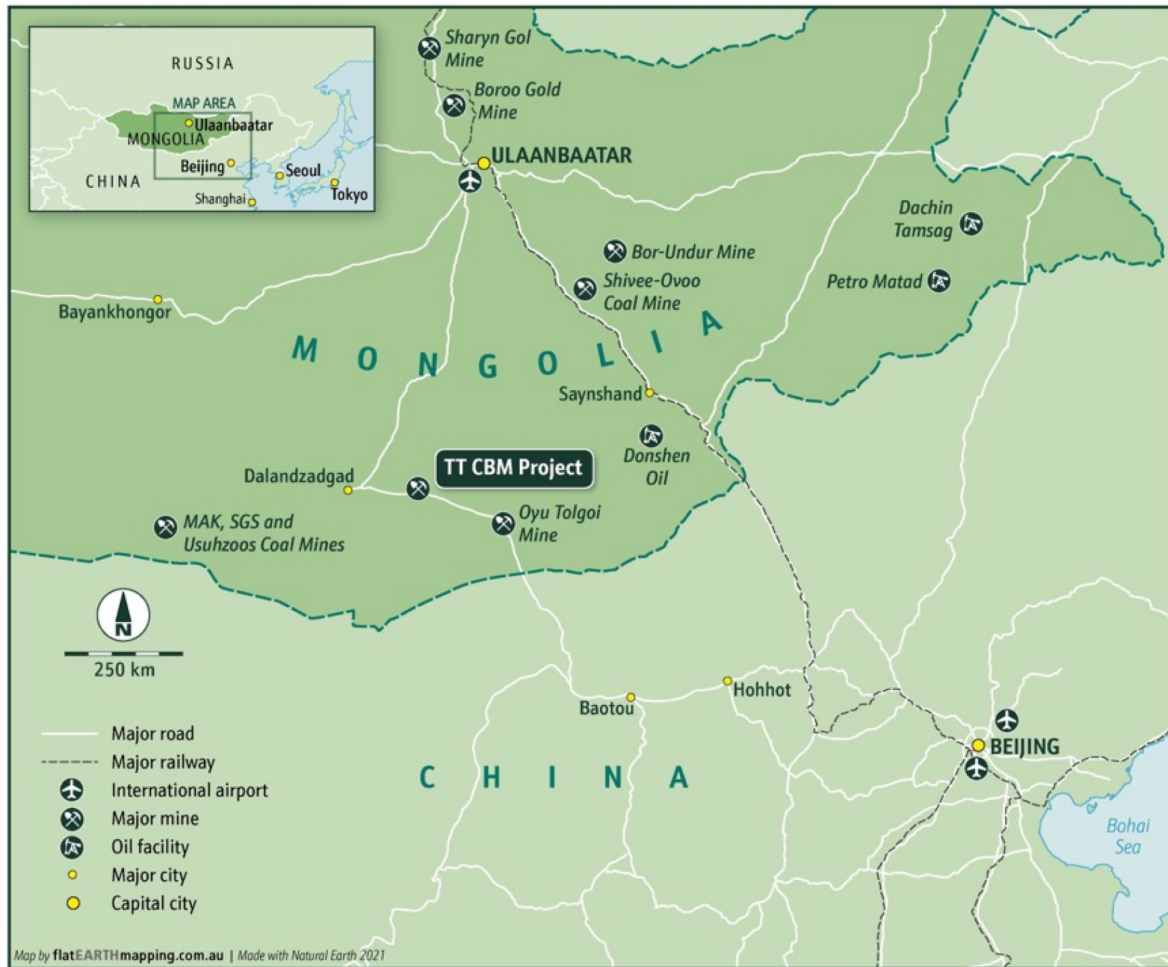 RUSSIA
MAP AREA
Ulaanbaatar
MONGOLIA
Beijing
Seoul
CHINA
Shanghai
Tokyo
Sharyn Gol
Mine
Boroo Gold
Mine
ULAANBAATAR
Dachin
Tamsag
Bor-Undur Mine
Shivee-Ovoo
Coal Mine
Petro Matad
Bayankhongor
MONGOLIA
Saynshand
Donshen
Oil
TT CBM Project
Dalandzadgad
Oyu Tolgoi
Mine
MAK, SGS and
Usuhzoos Coal Mines
N
250 km
Hohhot
Baotou
BEIJING
CHINA
Bohai
Sea
Major road
Major railway
International airport
Major mine
Oil facility
Major city
Capital city
Map by flatEARTHmapping.com.au | Made with Natural Earth 2021